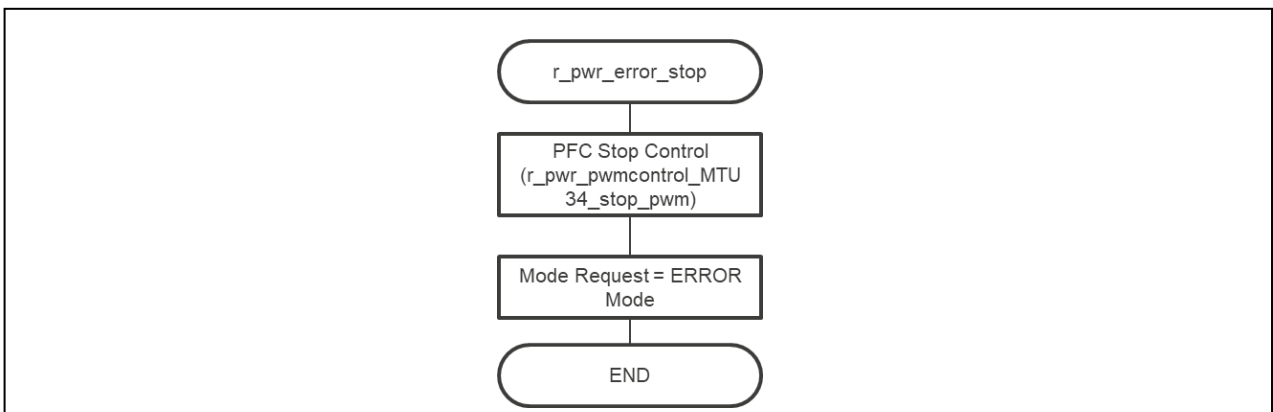 r_pwr_error_stop
PFC Stop Control
(r_pwr_pwmcontrol_MTU
34_stop_pwm)
Mode Request = ERROR
Mode
END